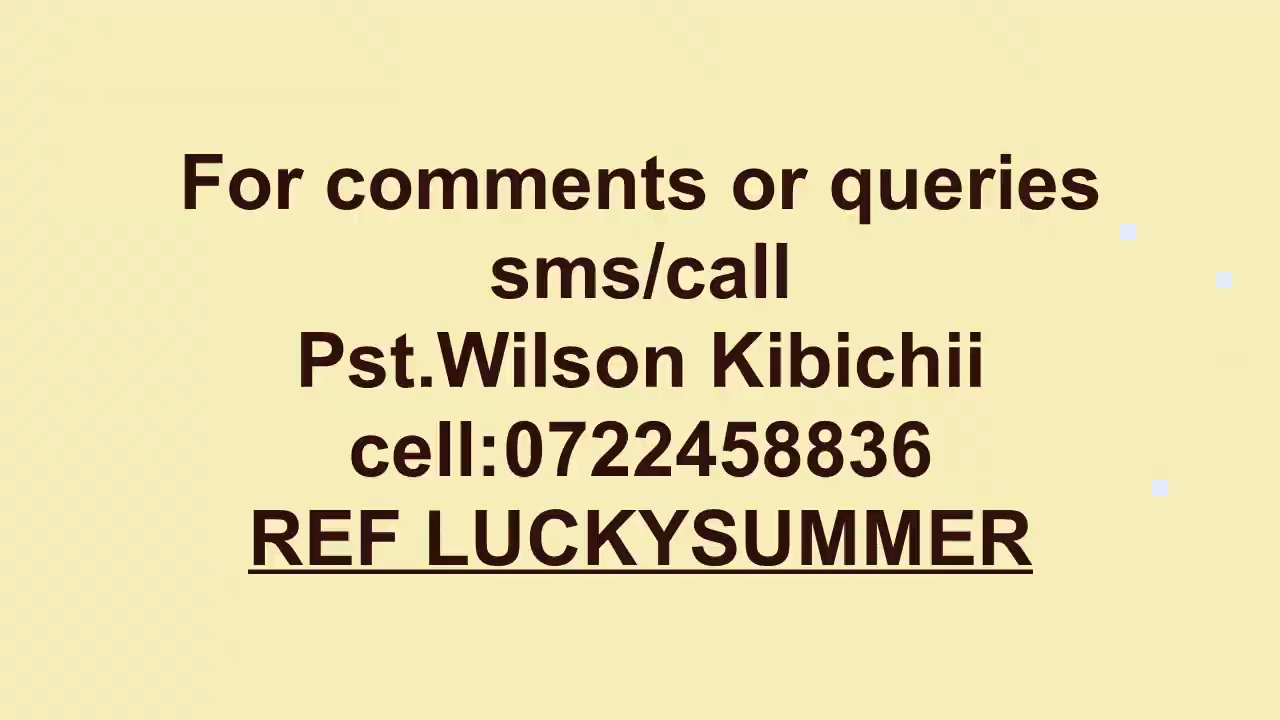 For comments or queries
sms/call
Pst.Wilson Kibichii
cell:0722458836
REF LUCKYSUMMER